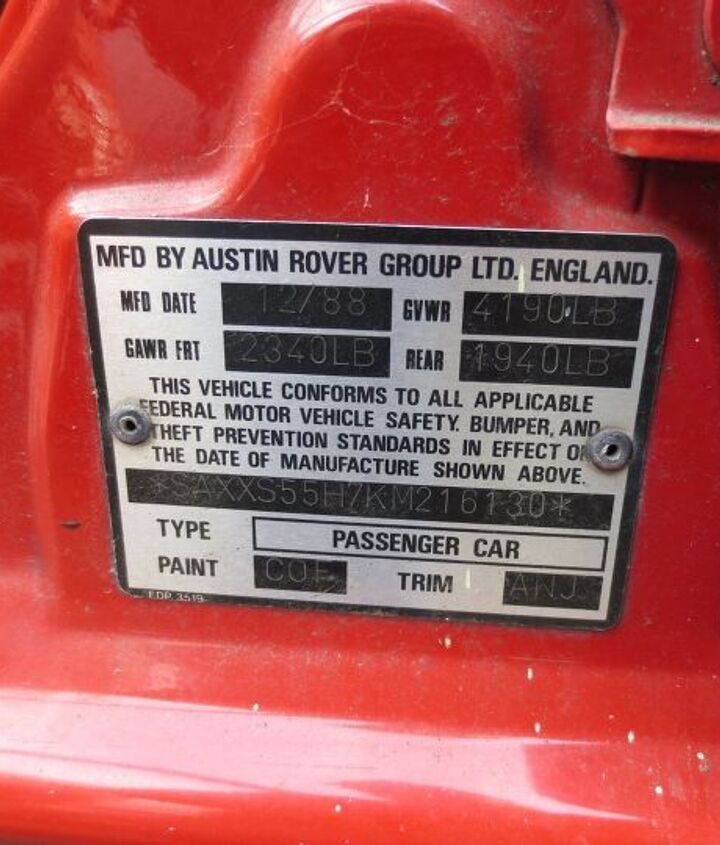 MFD BY AUSTIN ROVER GROUP LTD. ENGLAND.
MFD DATE 12/88 GVWR 4190LB
GAWR FRT 2340LB REAR 1940LB
THIS VEHICLE CONFORMS TO ALL APPLICABLE
FEDERAL MOTOR VEHICLE SAFETY. BUMPER, AND
THEFT PREVENTION STANDARDS IN EFFECT ON
THE DATE OF MANUFACTURE SHOWN ABOVE.
*SAXXS55H7KM216130*
TYPE PASSENGER CAR
PAINT COF TRIM ANJ
EDP. 3519